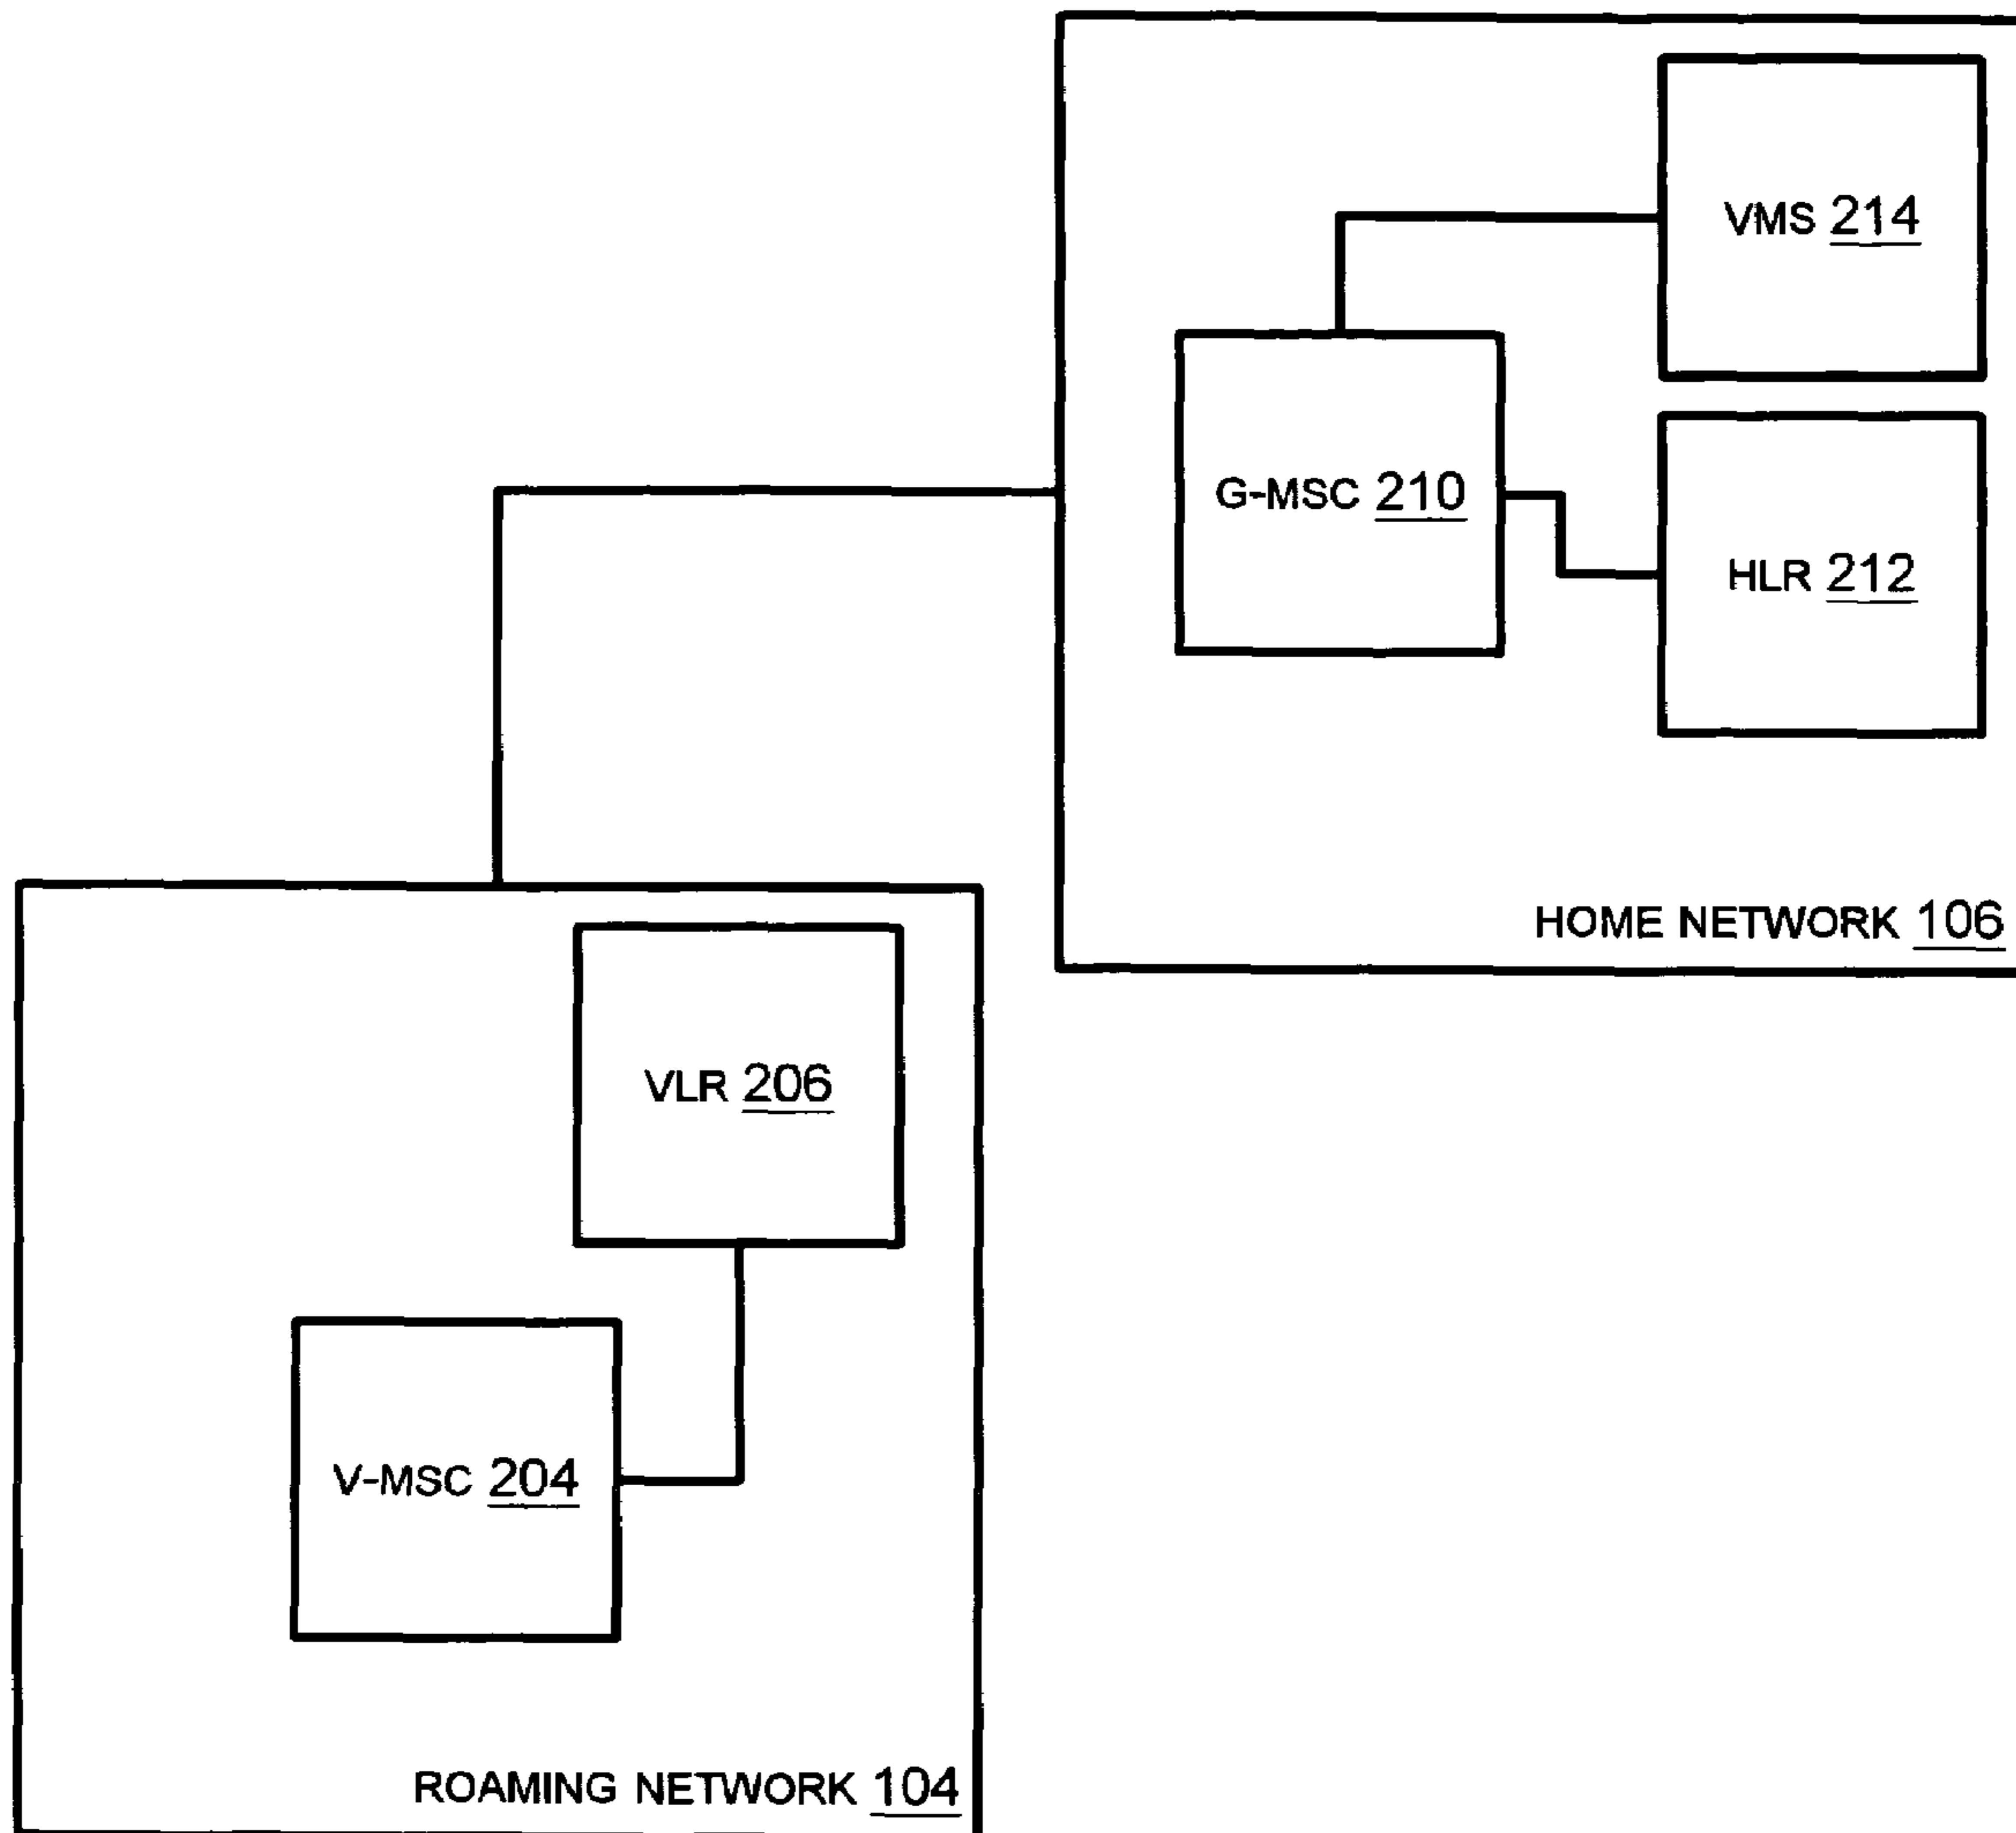 VMS 214
G-MSC 210
HLR 212
HOME NETWORK 106
VLR 206
V-MSC 204
ROAMING NETWORK 104